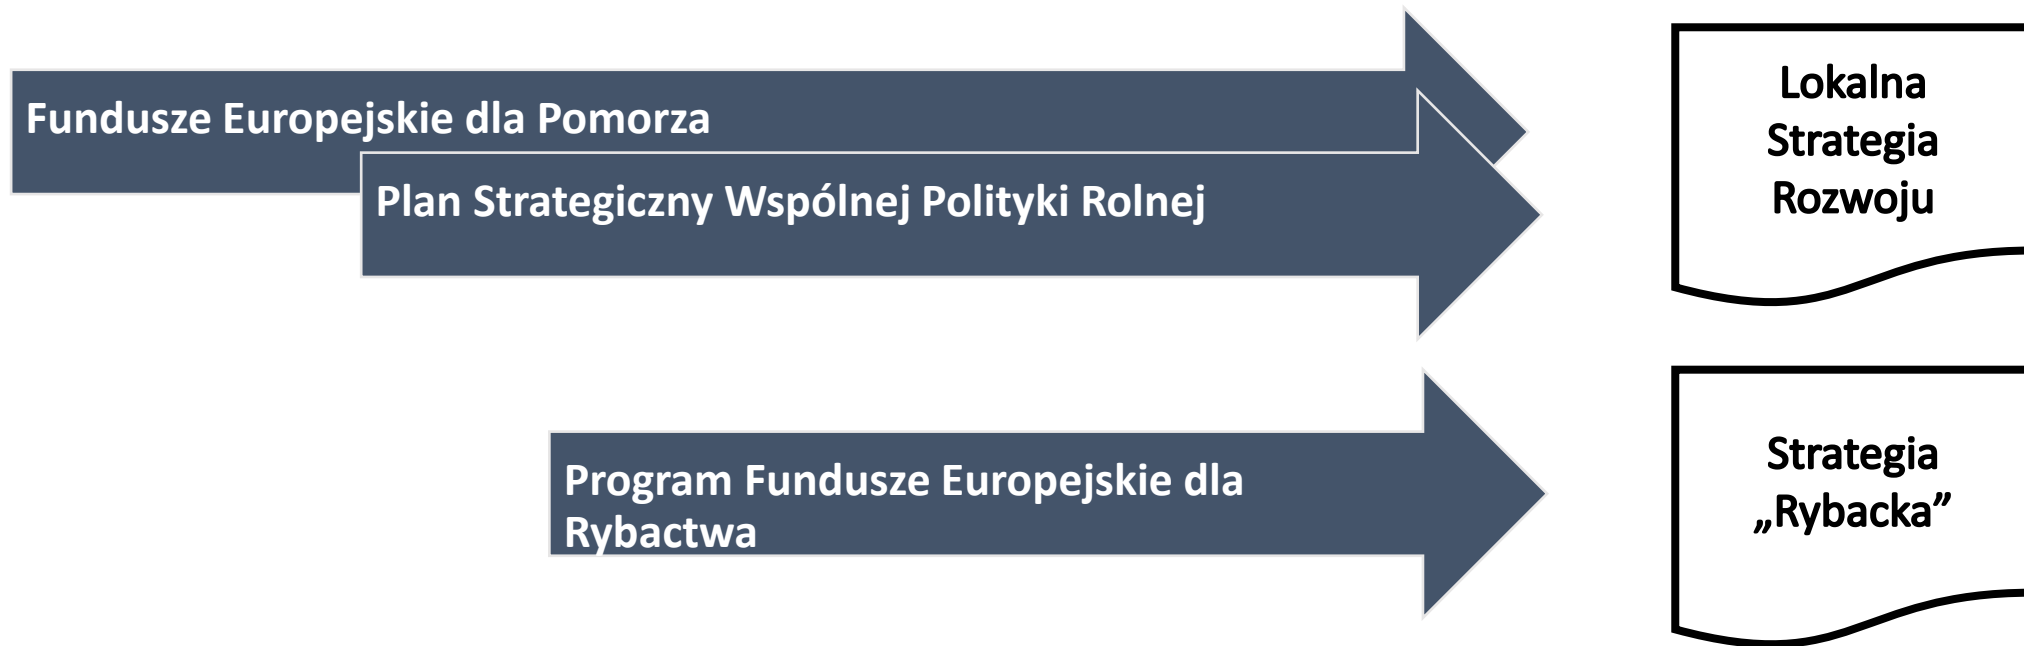 Fundusze Europejskie dla Pomorza
Plan Strategiczny Wspólnej Polityki Rolnej
Lokalna
Strategia
Rozwoju
Program Fundusze Europejskie dla
Rybactwa
Strategia
„Rybacka”